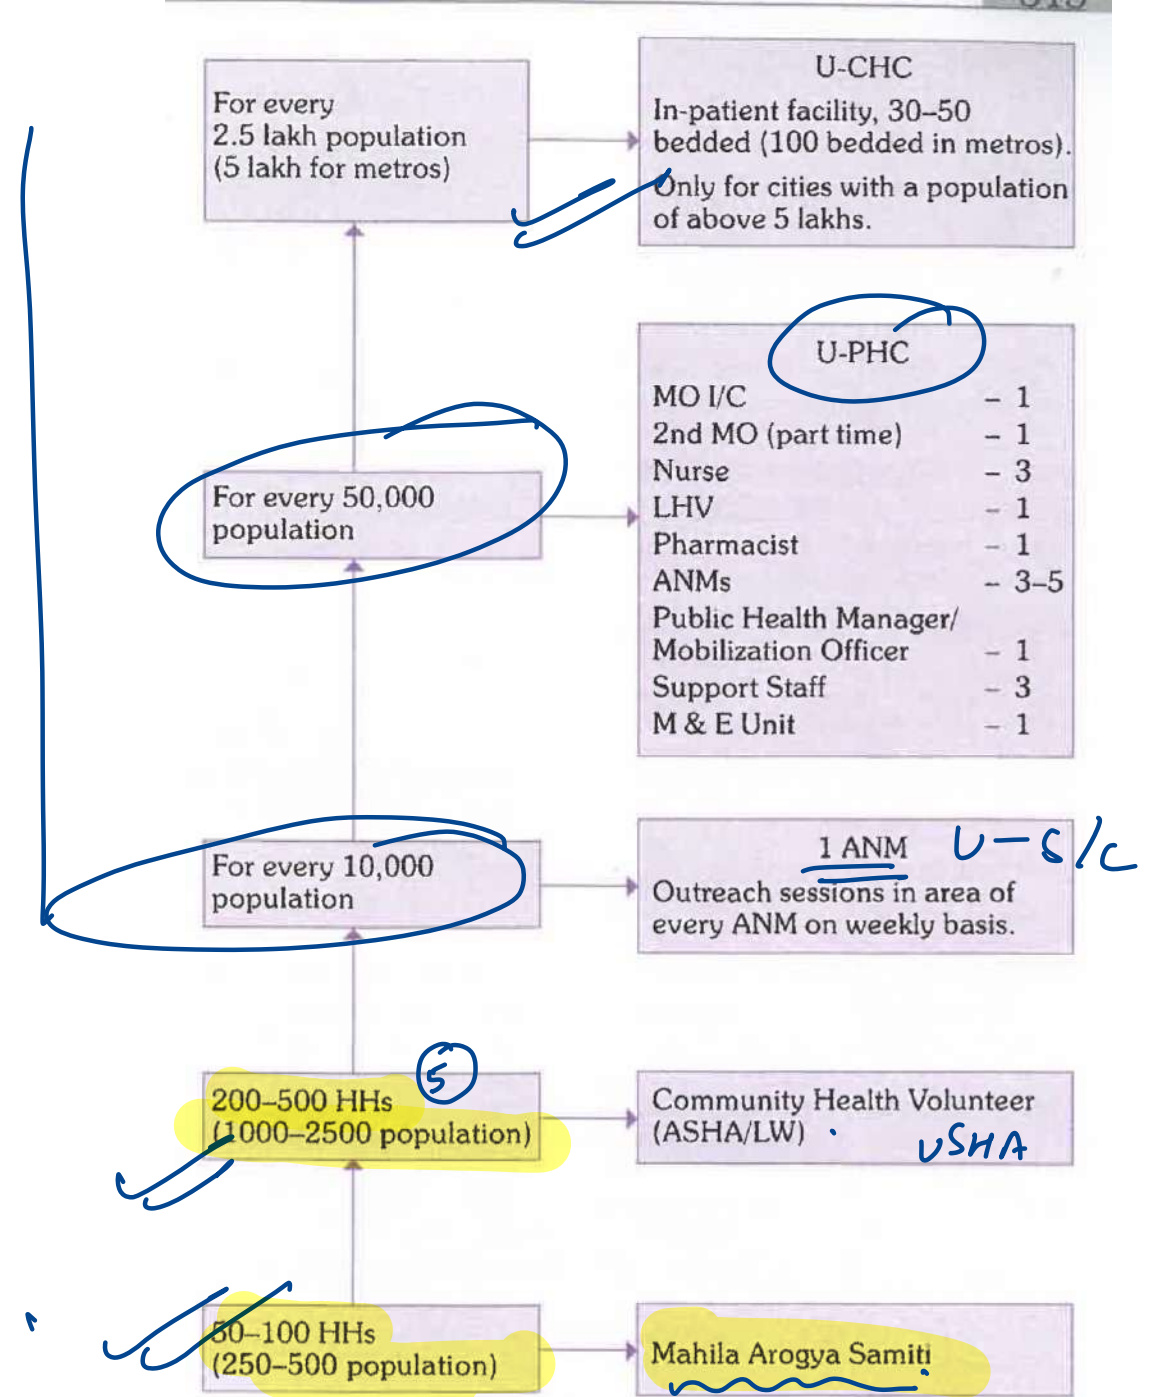 For every
2.5 lakh population
(5 lakh for metros)
U-CHC
In-patient facility, 30–50
bedded (100 bedded in metros).
Only for cities with a population
of above 5 lakhs.
For every 50,000
population
U-PHC
MO I/C – 1
2nd MO (part time) – 1
Nurse – 3
LHV – 1
Pharmacist – 1
ANMs – 3–5
Public Health Manager/
Mobilization Officer – 1
Support Staff – 3
M & E Unit – 1
For every 10,000
population
1 ANM U-S/C
Outreach sessions in area of
every ANM on weekly basis.
5
200–500 HHs
(1000–2500 population)
Community Health Volunteer
(ASHA/LW)
USHA
50–100 HHs
(250–500 population)
Mahila Arogya Samiti